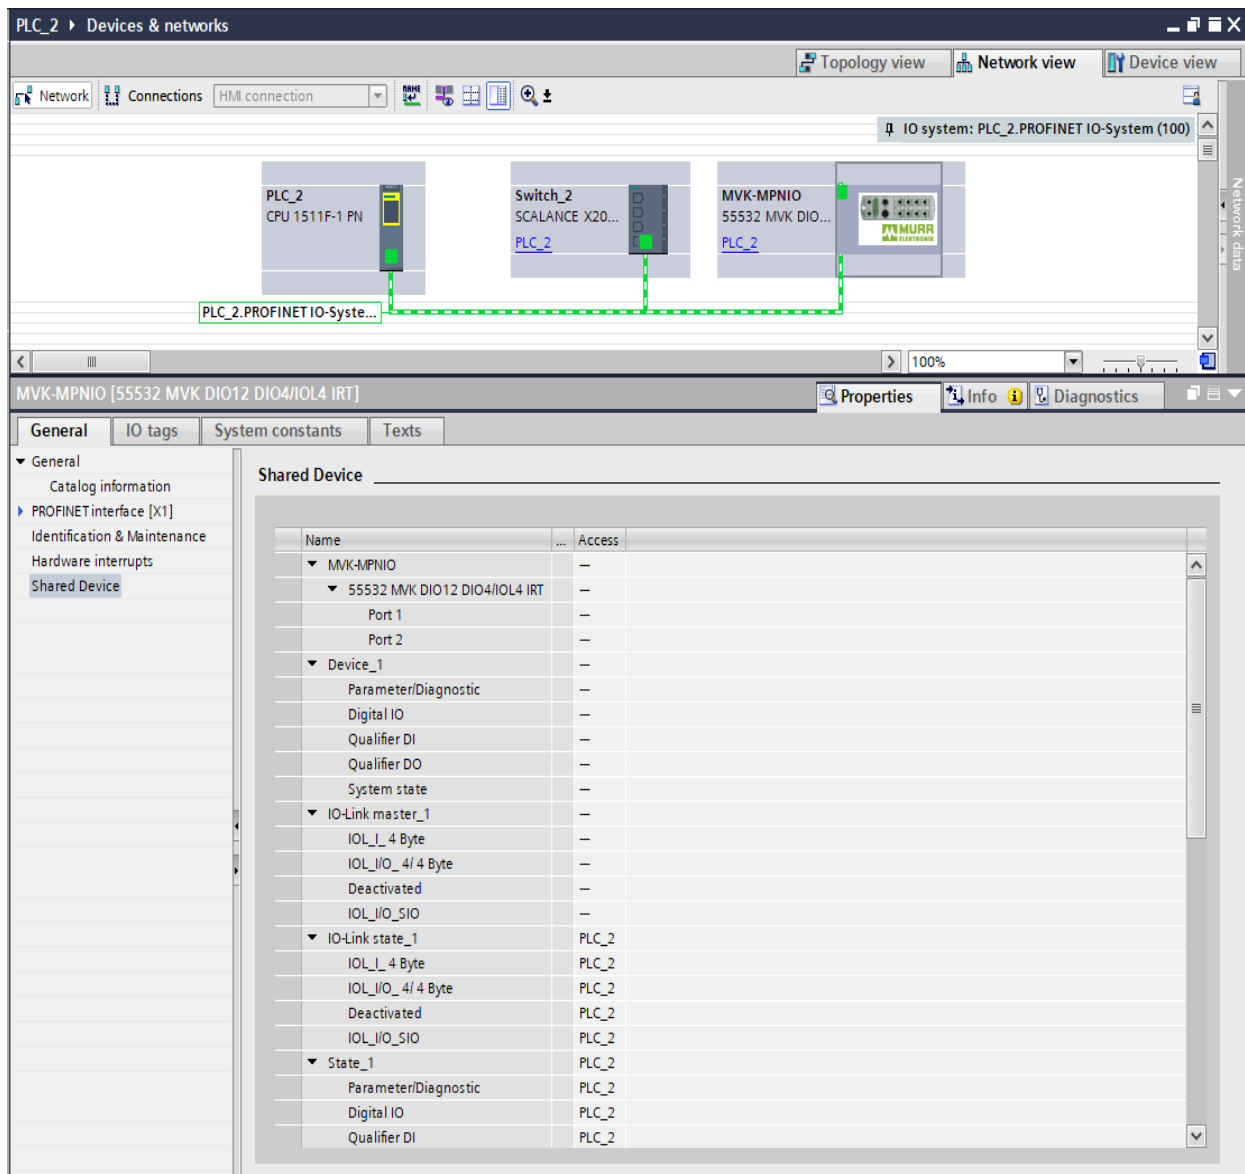 PLC_2 ▸ Devices & networks
Topology view Network view Device view
Network Connections HMI connection
IO system: PLC_2.PROFINET IO-System (100)
Network data
PLC_2
CPU 1511F-1 PN
Switch_2
SCALANCE X20...
PLC_2
MVK-MPNIO
55532 MVK DIO...
PLC_2
MURR
ELEKTRONIK
PLC_2.PROFINET IO-Syste...
100%
MVK-MPNIO [55532 MVK DIO12 DIO4/IOL4 IRT]
Properties Info Diagnostics
General IO tags System constants Texts
General
Catalog information
PROFINET interface [X1]
Identification & Maintenance
Hardware interrupts
Shared Device
Shared Device
Name ... Access
MVK-MPNIO —
55532 MVK DIO12 DIO4/IOL4 IRT —
Port 1 —
Port 2 —
Device_1 —
Parameter/Diagnostic —
Digital IO —
Qualifier DI —
Qualifier DO —
System state —
IO-Link master_1 —
IOL_I_ 4 Byte —
IOL_I/O_ 4/ 4 Byte —
Deactivated —
IOL_I/O_SIO —
IO-Link state_1 PLC_2
IOL_I_ 4 Byte PLC_2
IOL_I/O_ 4/ 4 Byte PLC_2
Deactivated PLC_2
IOL_I/O_SIO PLC_2
State_1 PLC_2
Parameter/Diagnostic PLC_2
Digital IO PLC_2
Qualifier DI PLC_2